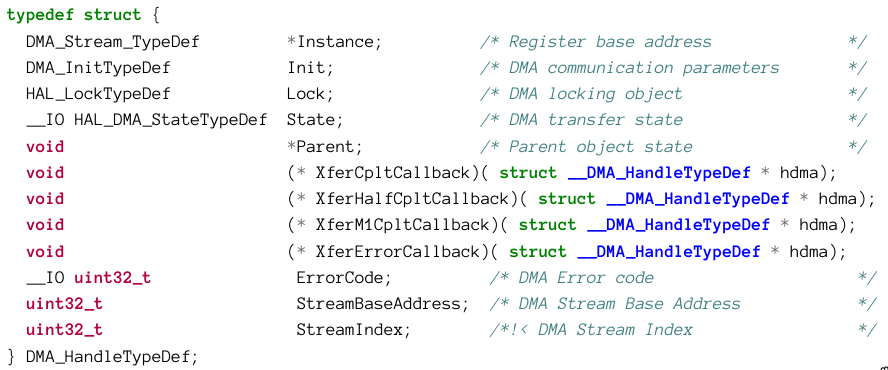 typedef struct {
  DMA_Stream_TypeDef         *Instance;          /* Register base address              */
  DMA_InitTypeDef            Init;               /* DMA communication parameters       */
  HAL_LockTypeDef            Lock;               /* DMA locking object                 */
  __IO HAL_DMA_StateTypeDef  State;              /* DMA transfer state                 */
  void                       *Parent;            /* Parent object state                */
  void                       (* XferCpltCallback)( struct __DMA_HandleTypeDef * hdma);
  void                       (* XferHalfCpltCallback)( struct __DMA_HandleTypeDef * hdma);
  void                       (* XferM1CpltCallback)( struct __DMA_HandleTypeDef * hdma);
  void                       (* XferErrorCallback)( struct __DMA_HandleTypeDef * hdma);
  __IO uint32_t               ErrorCode;          /* DMA Error code                     */
  uint32_t                    StreamBaseAddress;  /* DMA Stream Base Address            */
  uint32_t                    StreamIndex;        /*!< DMA Stream Index                 */
} DMA_HandleTypeDef;